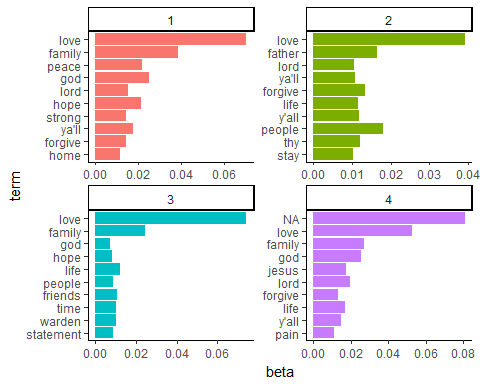 1
love
family
peace
god
lord
hope
strong
ya'll
forgive
home
0.00 0.02 0.04 0.06
2
love
father
lord
ya'll
forgive
life
y'all
people
thy
stay
0.00 0.01 0.02 0.03 0.04
term
3
love
family
god
hope
life
people
friends
time
warden
statement
0.00 0.02 0.04 0.06
4
NA
love
family
god
jesus
lord
forgive
life
y'all
pain
0.00 0.02 0.04 0.06 0.08
beta